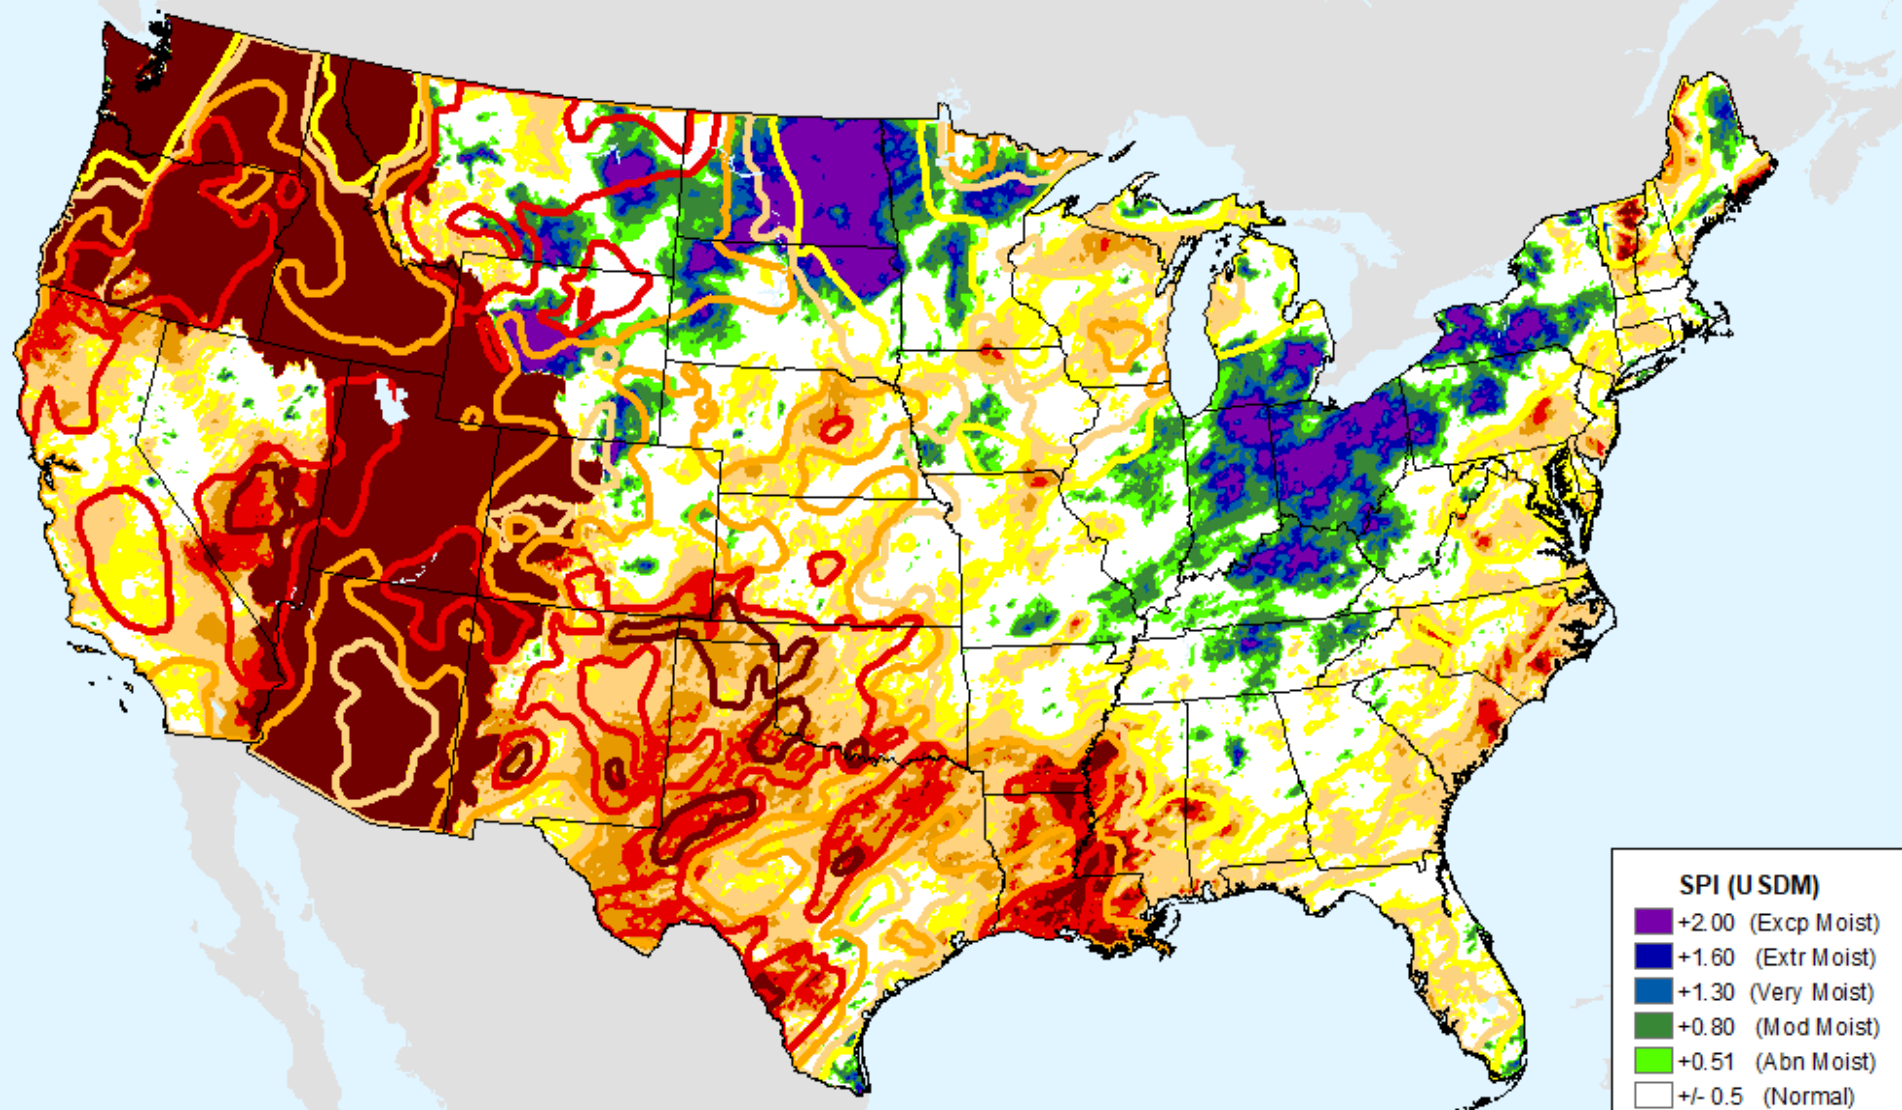 SPI (USDM)
+2.00 (Excp Moist)
+1.60 (Extr Moist)
+1.30 (Very Moist)
+0.80 (Mod Moist)
+0.51 (Abn Moist)
+/- 0.5 (Normal)